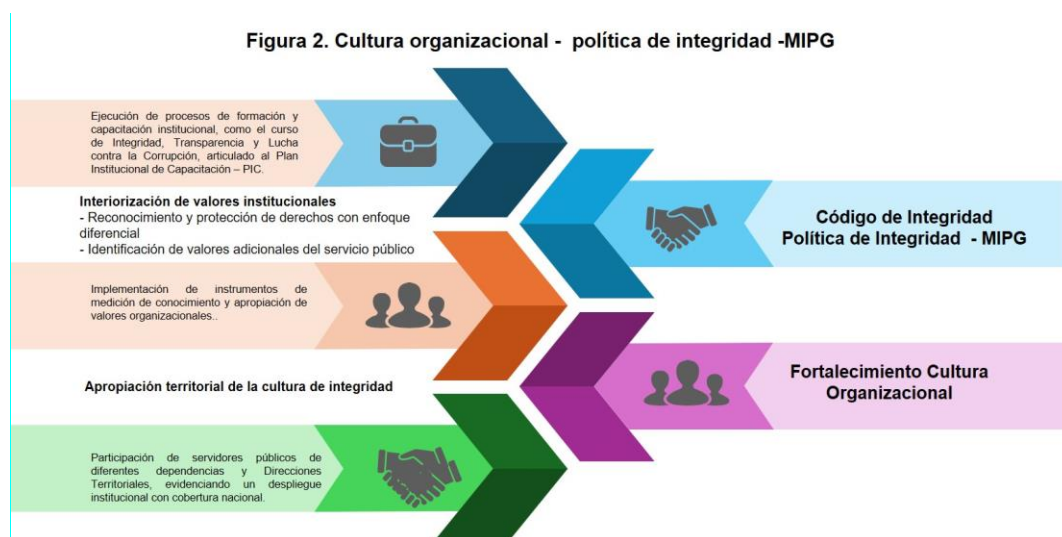 Figura 2. Cultura organizacional - política de integridad -MIPG
Ejecución de procesos de formación y
capacitación institucional, como el curso
de Integridad, Transparencia y Lucha
contra la Corrupción, articulado al Plan
Institucional de Capacitación – PIC.
Interiorización de valores institucionales
- Reconocimiento y protección de derechos con enfoque
diferencial
- Identificación de valores adicionales del servicio público
Implementación de instrumentos de
medición de conocimiento y apropiación de
valores organizacionales..
Apropiación territorial de la cultura de integridad
Participación de servidores públicos de
diferentes dependencias y Direcciones
Territoriales, evidenciando un despliegue
institucional con cobertura nacional.
Código de Integridad
Política de Integridad - MIPG
Fortalecimiento Cultura
Organizacional